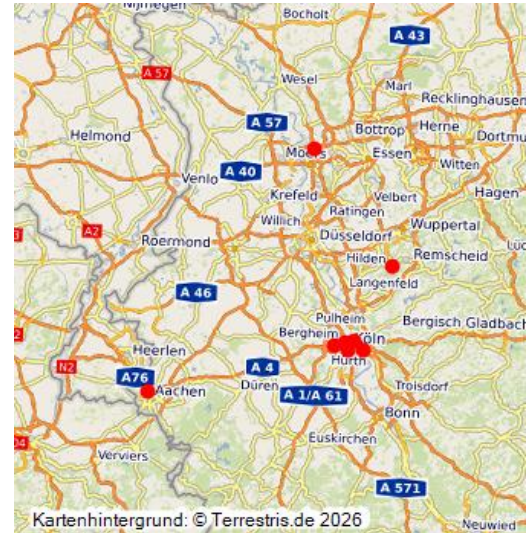 Nijmegen
Bocholt
A 43
A 57
Wesel
Marl
Recklinghausen
A 57
Bottrop
Herne
Dortmu
Helmond
Moers
Essen
Witten
A 40
Venlo
Krefeld
Velbert
Hagen
Willich
Ratingen
Wuppertal
A2
Roermond
Düsseldorf
Hilden
Remscheid
Langenfeld
A 46
Pulheim
Bergheim
Köln
Bergisch Gladbach
Heerlen
N2
A 4
Hürth
A76
Aachen
Düren
A 1/A 61
Troisdorf
Bonn
Verviers
Euskirchen
A 571
Kartenhintergrund: © Terrestris.de 2026
Neuwied